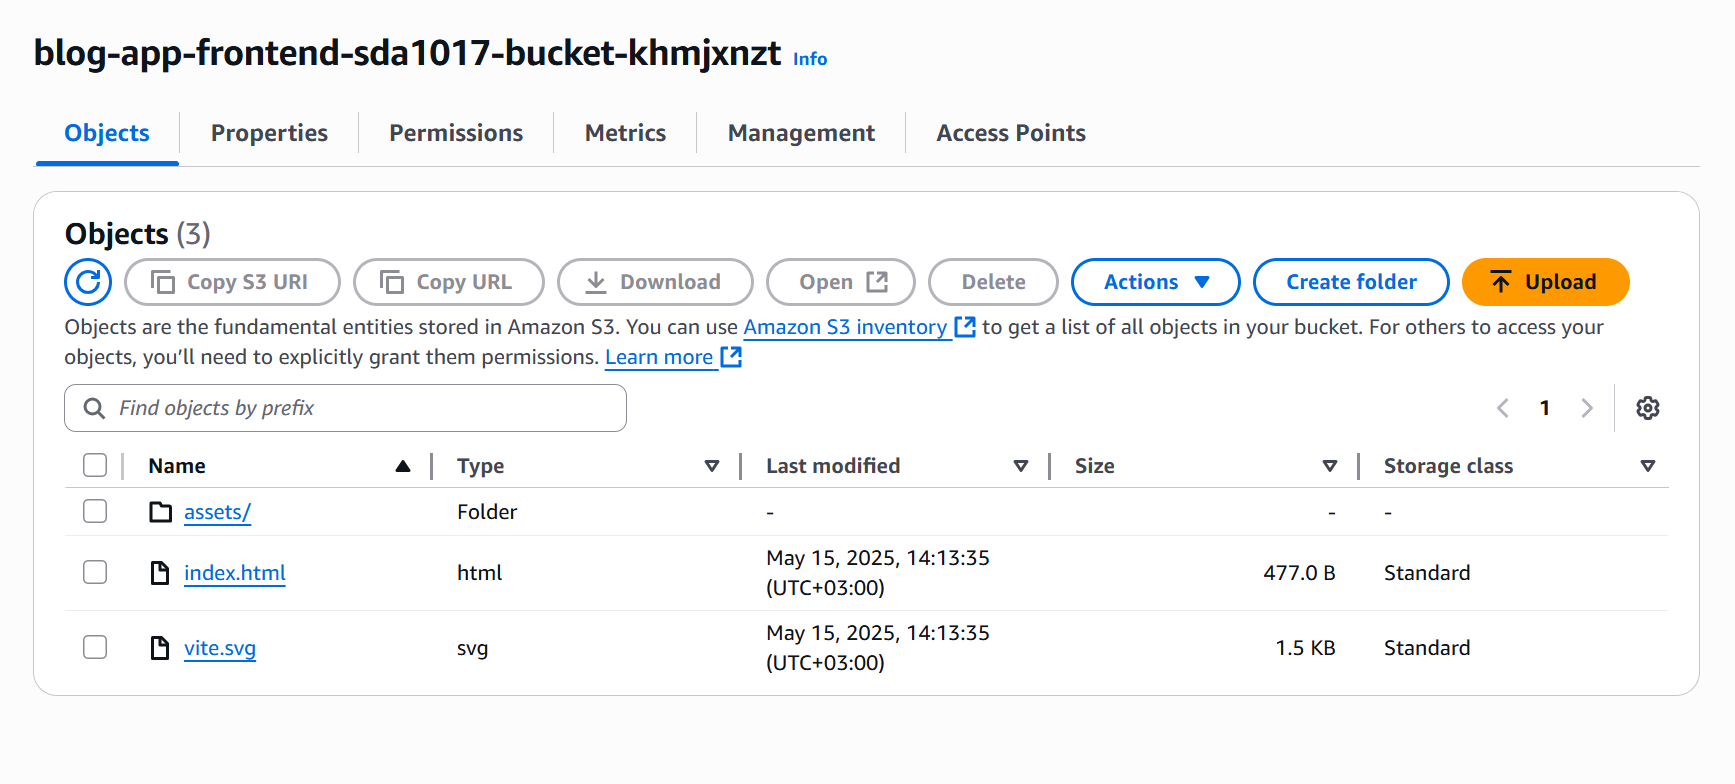 blog-app-frontend-sda1017-bucket-khmjxnzt Info
Objects Properties Permissions Metrics Management Access Points
Objects (3)
Copy S3 URI Copy URL Download Open Delete Actions Create folder Upload
Objects are the fundamental entities stored in Amazon S3. You can use Amazon S3 inventory to get a list of all objects in your bucket. For others to access your
objects, you'll need to explicitly grant them permissions. Learn more
Find objects by prefix 1
Name Type Last modified Size Storage class
assets/ Folder - - -
index.html html May 15, 2025, 14:13:35 (UTC+03:00) 477.0 B Standard
vite.svg svg May 15, 2025, 14:13:35 (UTC+03:00) 1.5 KB Standard